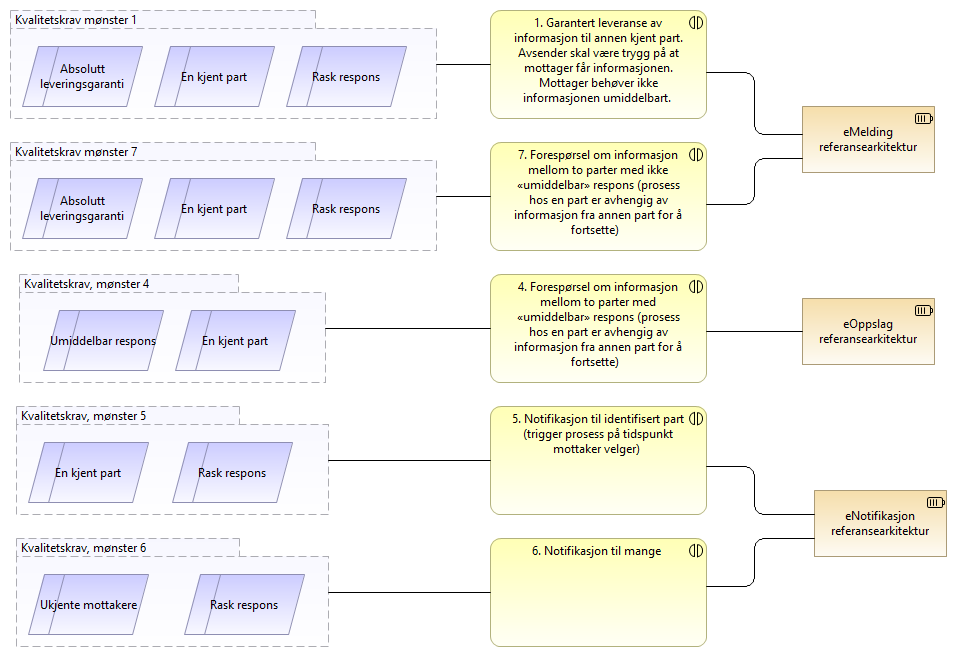 Kvalitetskrav mønster 1
Absolutt
leveringsgaranti
En kjent part
Rask respons
1. Garantert leveranse av
informasjon til annen kjent part.
Avsender skal være trygg på at
mottager får informasjonen.
Mottager behøver ikke
informasjonen umiddelbart.
eMelding
referansearkitektur
Kvalitetskrav mønster 7
Absolutt
leveringsgaranti
En kjent part
Rask respons
7. Forespørsel om informasjon
mellom to parter med ikke
«umiddelbar» respons (prosess
hos en part er avhengig av
informasjon fra annen part for å
fortsette)
Kvalitetskrav, mønster 4
Umiddelbar respons
En kjent part
4. Forespørsel om informasjon
mellom to parter med
«umiddelbar» respons (prosess
hos en part er avhengig av
informasjon fra annen part for å
fortsette)
eOppslag
referansearkitektur
Kvalitetskrav, mønster 5
En kjent part
Rask respons
5. Notifikasjon til identifisert part
(trigger prosess på tidspunkt
mottaker velger)
eNotifikasjon
referansearkitektur
Kvalitetskrav, mønster 6
Ukjente mottakere
Rask respons
6. Notifikasjon til mange